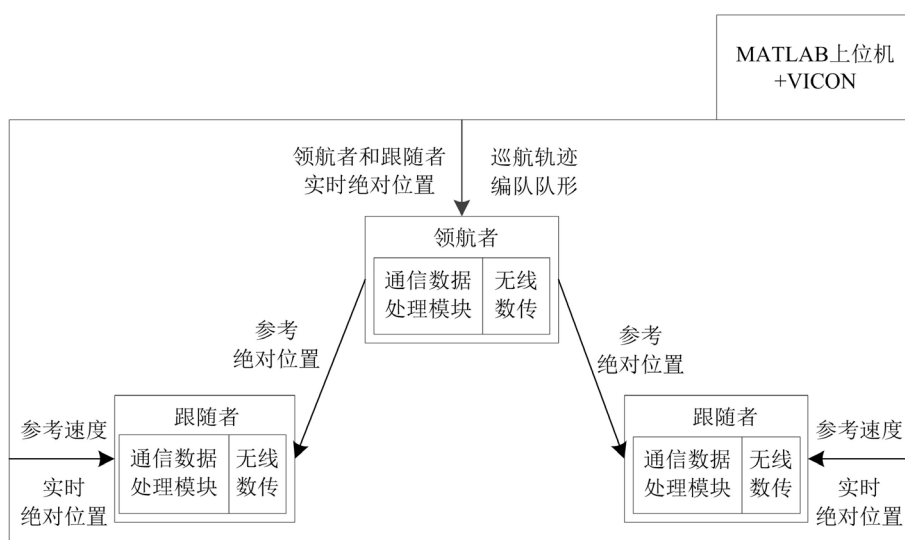 MATLAB上位机
+VICON
领航者和跟随者
实时绝对位置
巡航轨迹
编队队形
领航者
通信数据
处理模块
无线
数传
参考
绝对位置
参考
绝对位置
跟随者
通信数据
处理模块
无线
数传
参考速度
实时
绝对位置
跟随者
通信数据
处理模块
无线
数传
参考速度
实时
绝对位置